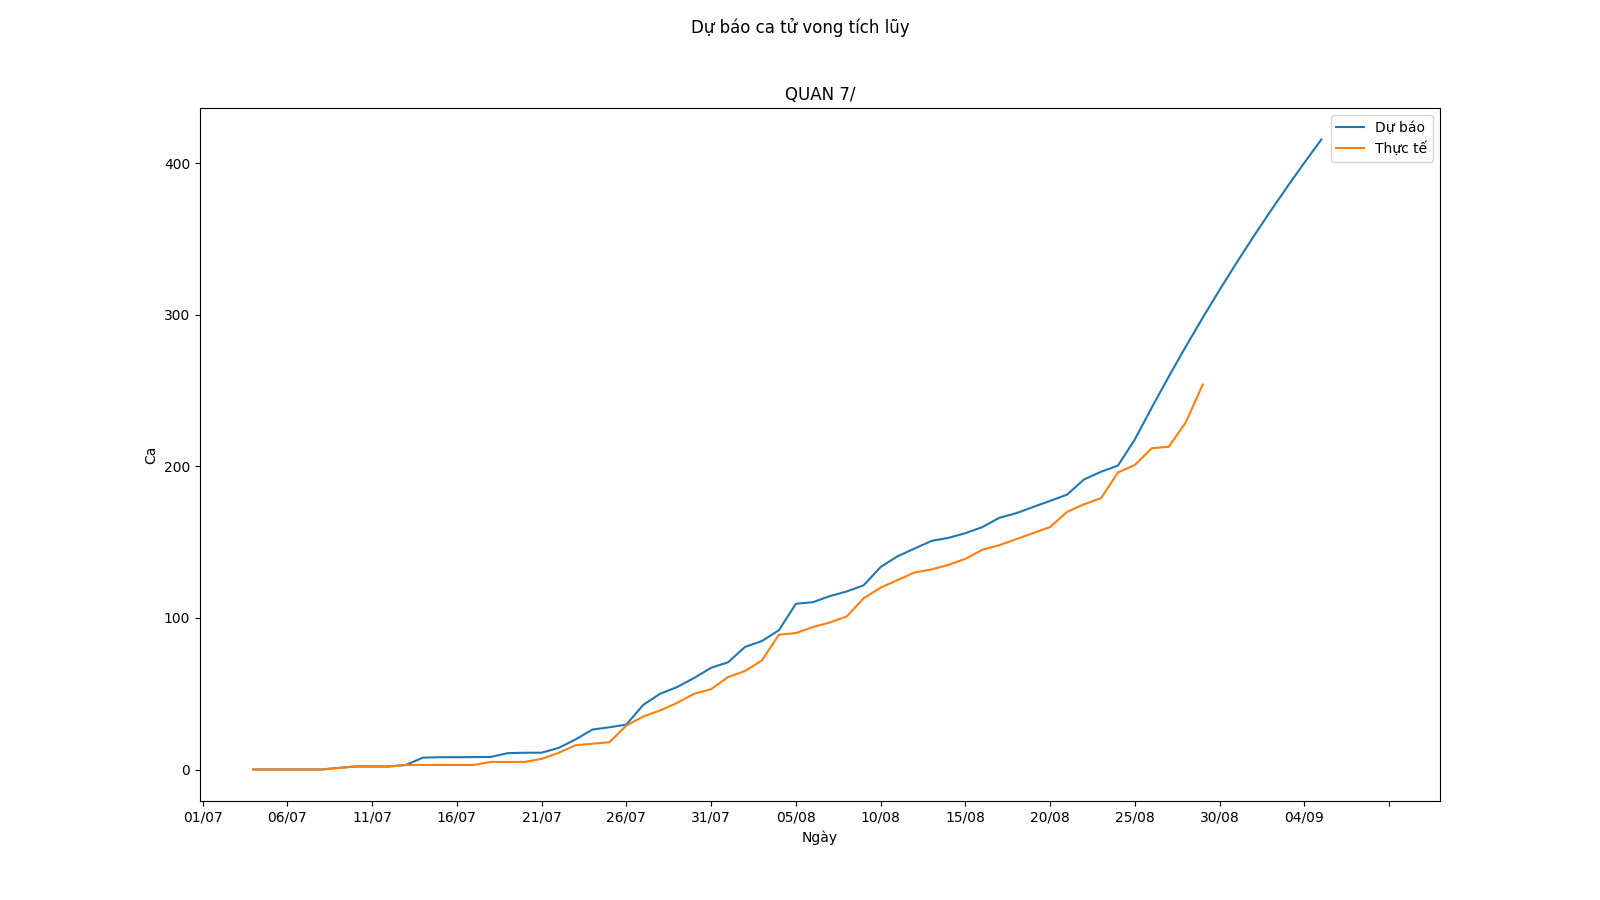 Dự báo ca tử vong tích lũy
QUAN 7/
Dự báo
Thực tế
400
300
200
100
0
Ca
01/07 06/07 11/07 16/07 21/07 26/07 31/07 05/08 10/08 15/08 20/08 25/08 30/08 04/09
Ngày